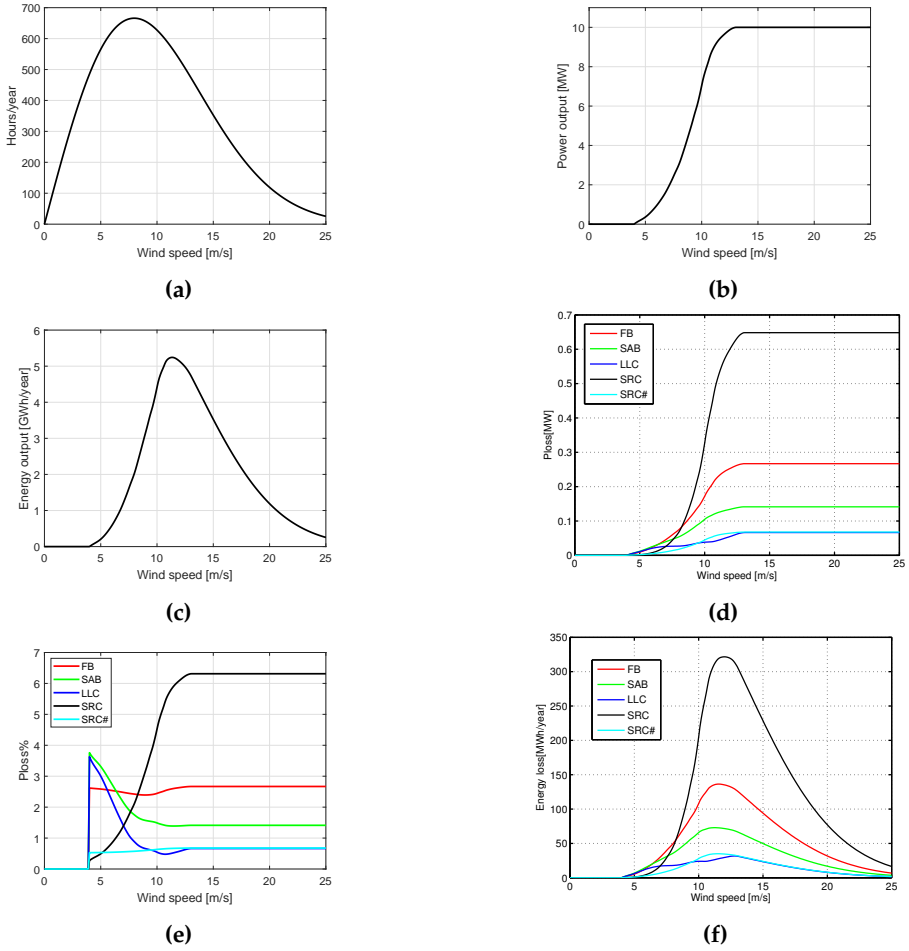 700
600
500
400
300
200
100
0
Hours/year
0 5 10 15 20 25
Wind speed [m/s]
(a)
10
8
6
4
2
0
Power output [MW]
0 5 10 15 20 25
Wind speed [m/s]
(b)
6
5
4
3
2
1
0
Energy output [GWh/year]
0 5 10 15 20 25
Wind speed [m/s]
(c)
0.7
0.6
0.5
0.4
0.3
0.2
0.1
0
Ploss[MW]
FB
SAB
LLC
SRC
SRC#
0 5 10 15 20 25
Wind speed [m/s]
(d)
7
6
5
4
3
2
1
0
Ploss%
FB
SAB
LLC
SRC
SRC#
0 5 10 15 20 25
Wind speed [m/s]
(e)
350
300
250
200
150
100
50
0
Energy loss[MWh/year]
FB
SAB
LLC
SRC
SRC#
0 5 10 15 20 25
Wind speed [m/s]
(f)